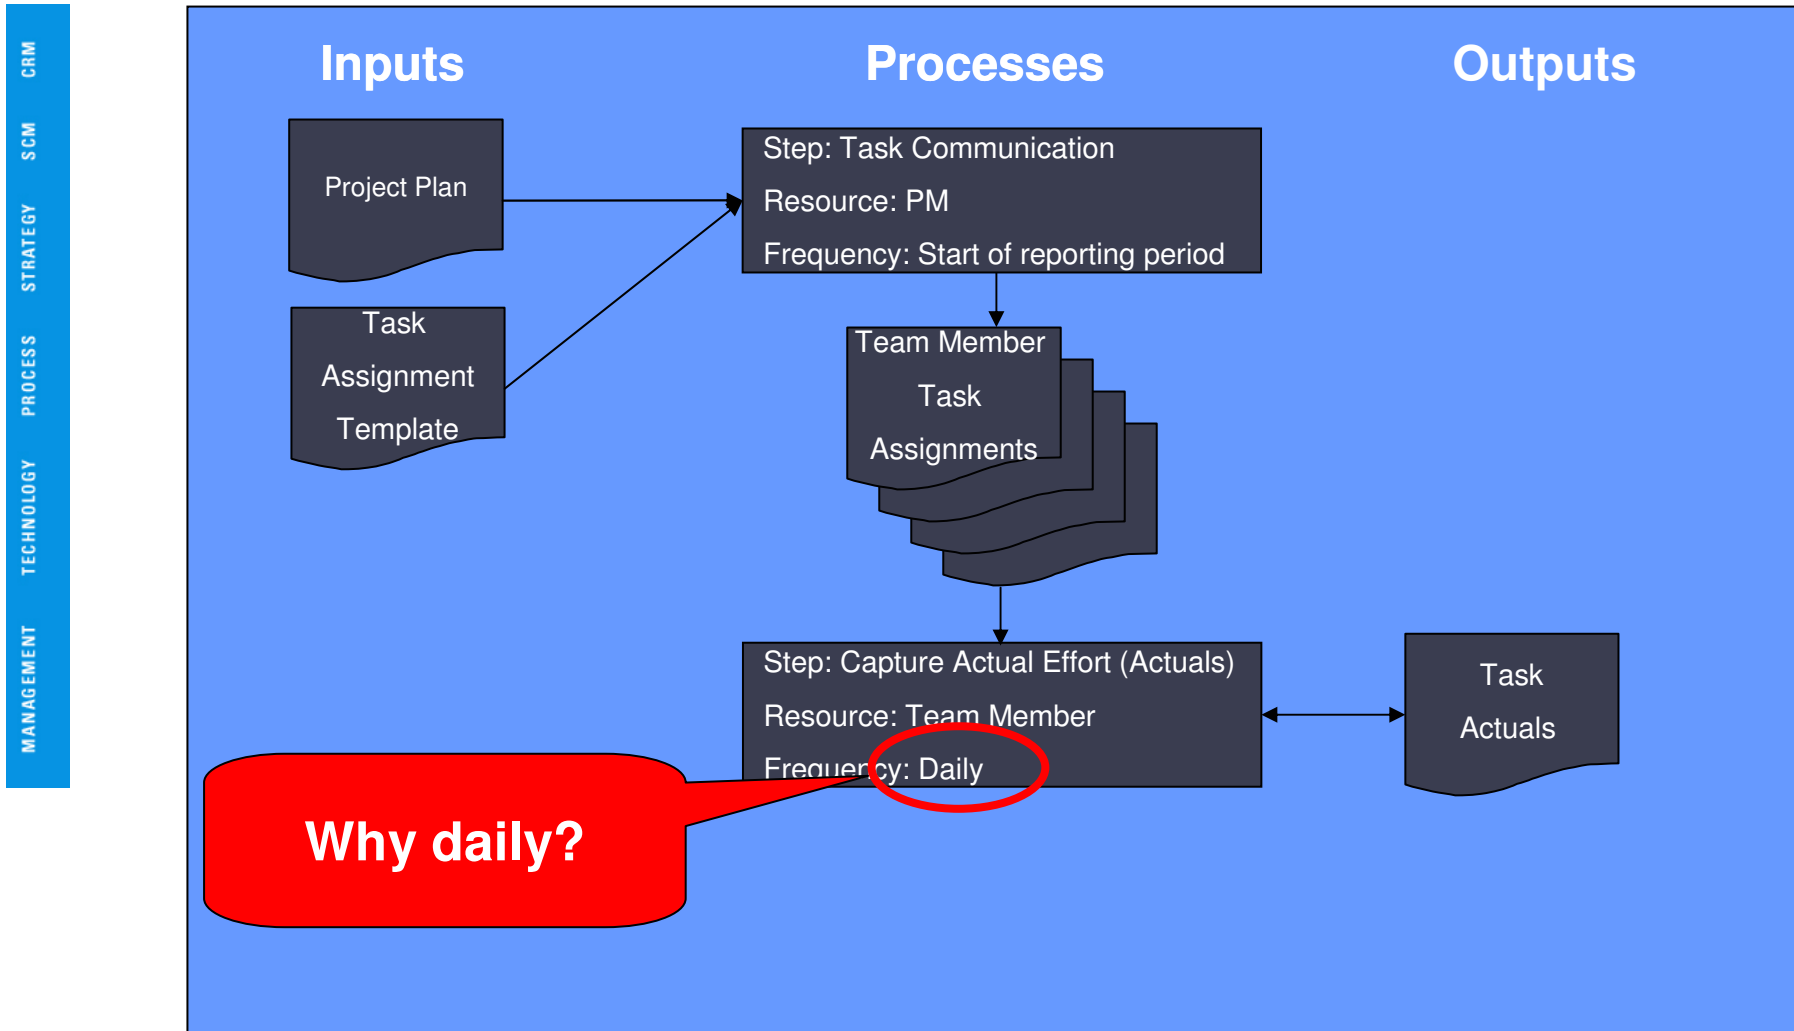 CRM
SCM
STRATEGY
PROCESS
TECHNOLOGY
MANAGEMENT
Inputs
Processes
Outputs
Project Plan
Task
Assignment
Template
Step: Task Communication
Resource: PM
Frequency: Start of reporting period
Team Member
Task
Assignments
Step: Capture Actual Effort (Actuals)
Resource: Team Member
Frequency: Daily
Task
Actuals
Why daily?